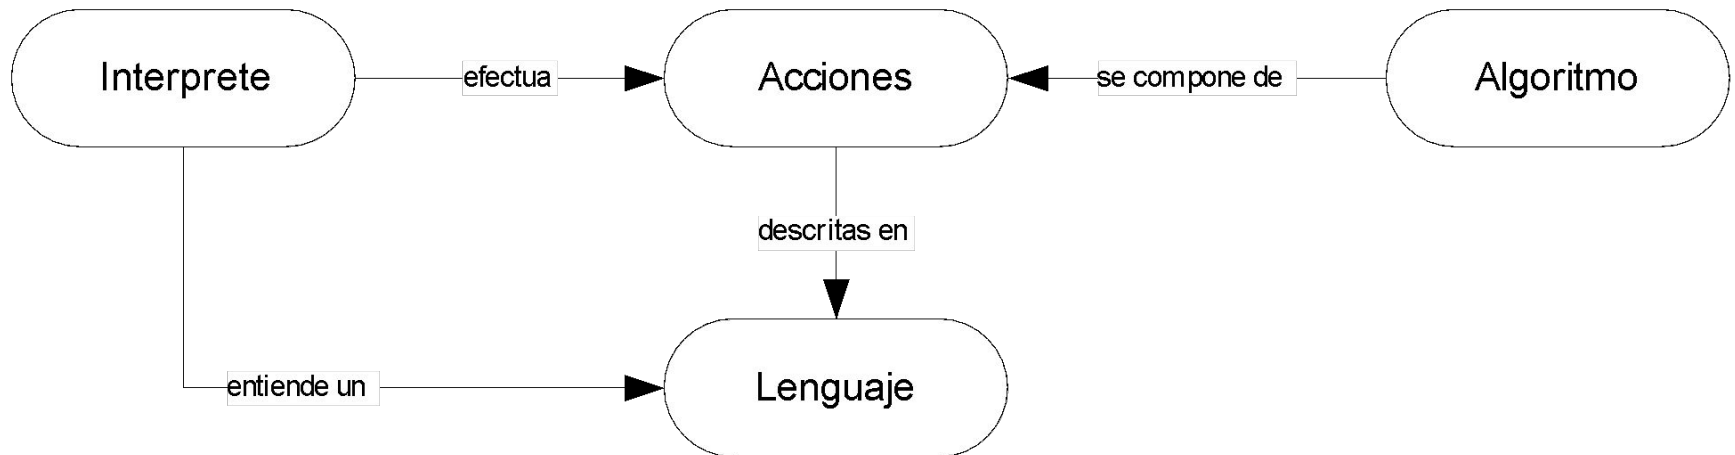 Interprete
efectua
Acciones
se compone de
Algoritmo
descritas en
entiende un
Lenguaje